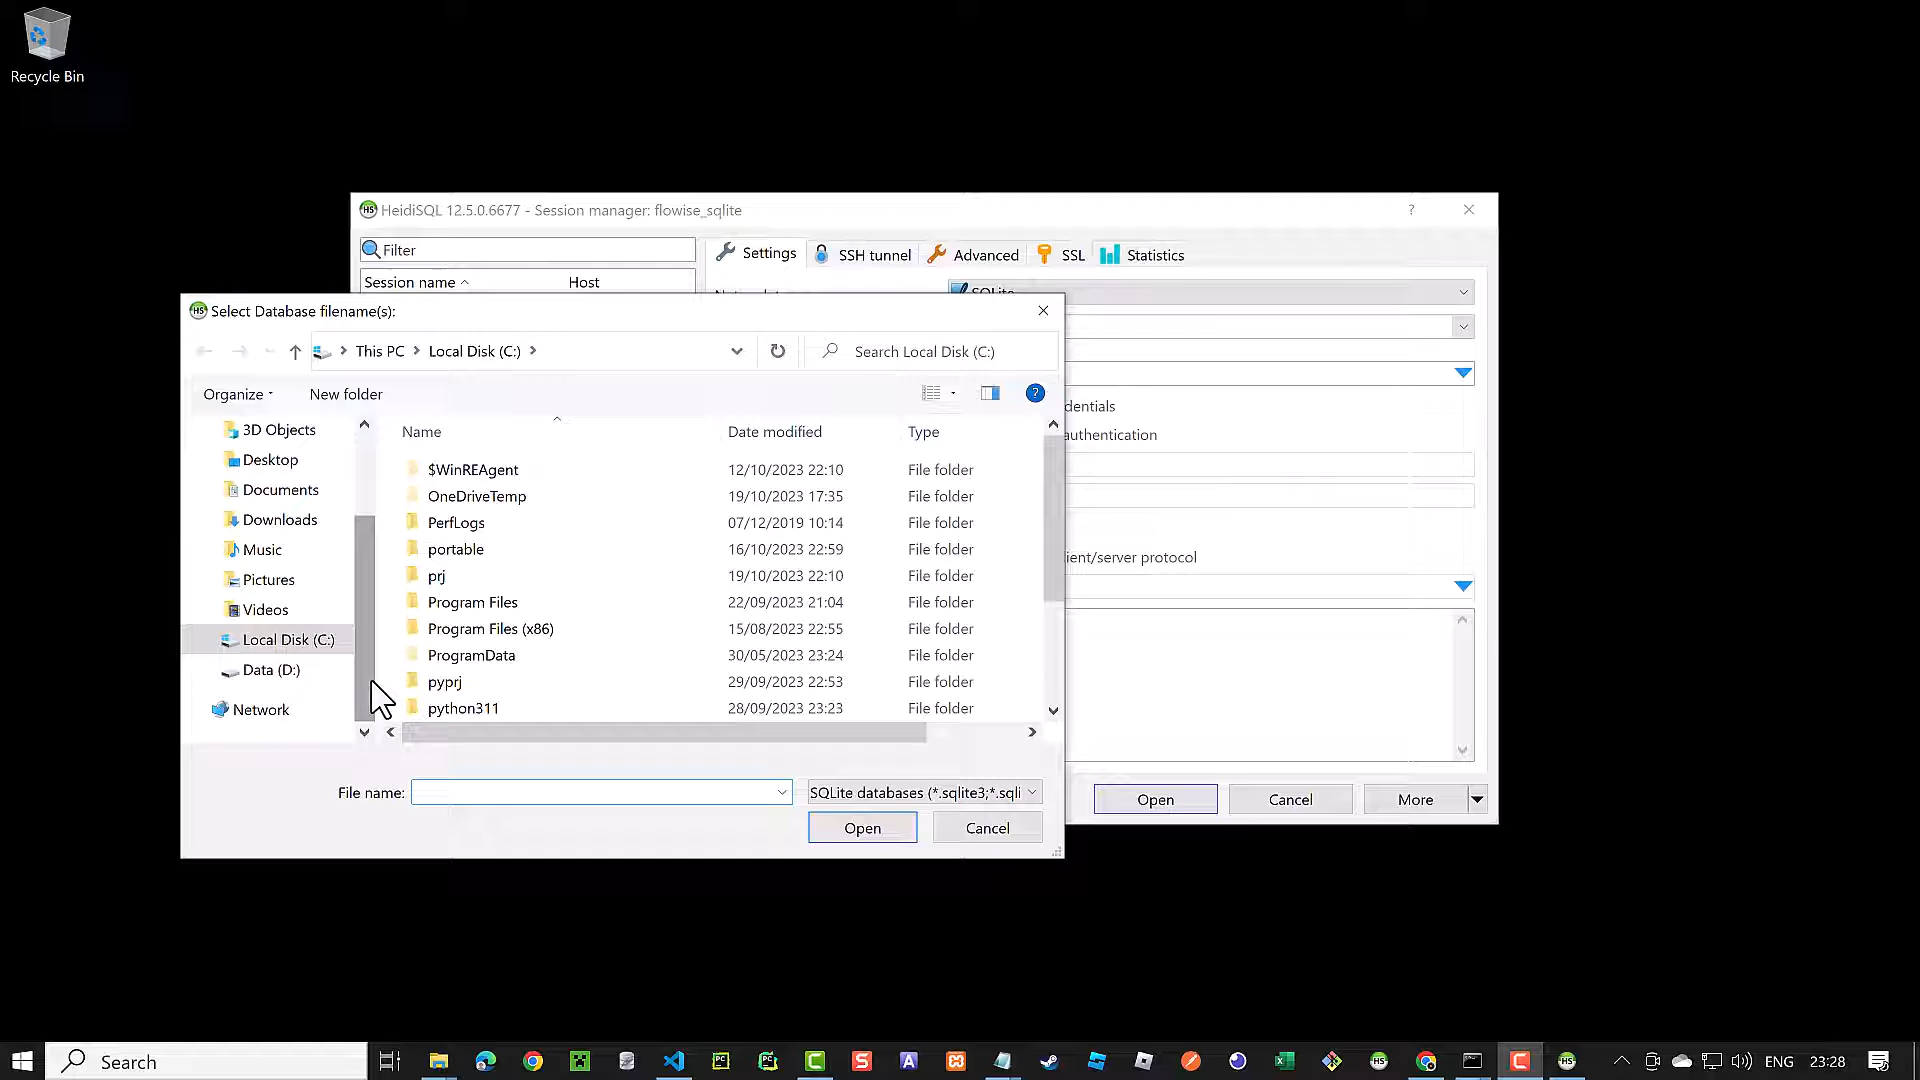 Recycle Bin
HeidiSQL 12.5.0.6677 - Session manager: flowise_sqlite
Filter
Settings
SSH tunnel
Advanced
SSL
Statistics
Session name
Host
SQLite
Select Database filename(s):
This PC
Local Disk (C:)
Search Local Disk (C:)
Organize
New folder
Name
Date modified
Type
3D Objects
Desktop
Documents
Downloads
Music
Pictures
Videos
Local Disk (C:)
Data (D:)
Network
$WinREAgent 12/10/2023 22:10 File folder
OneDriveTemp 19/10/2023 17:35 File folder
PerfLogs 07/12/2019 10:14 File folder
portable 16/10/2023 22:59 File folder
prj 19/10/2023 22:10 File folder
Program Files 22/09/2023 21:04 File folder
Program Files (x86) 15/08/2023 22:55 File folder
ProgramData 30/05/2023 23:24 File folder
pyprj 29/09/2023 22:53 File folder
python311 28/09/2023 23:23 File folder
File name:
SQLite databases (*.sqlite3;*.sqli
Open
Cancel
dentials
authentication
ient/server protocol
Open
Cancel
More
Search
ENG
23:28